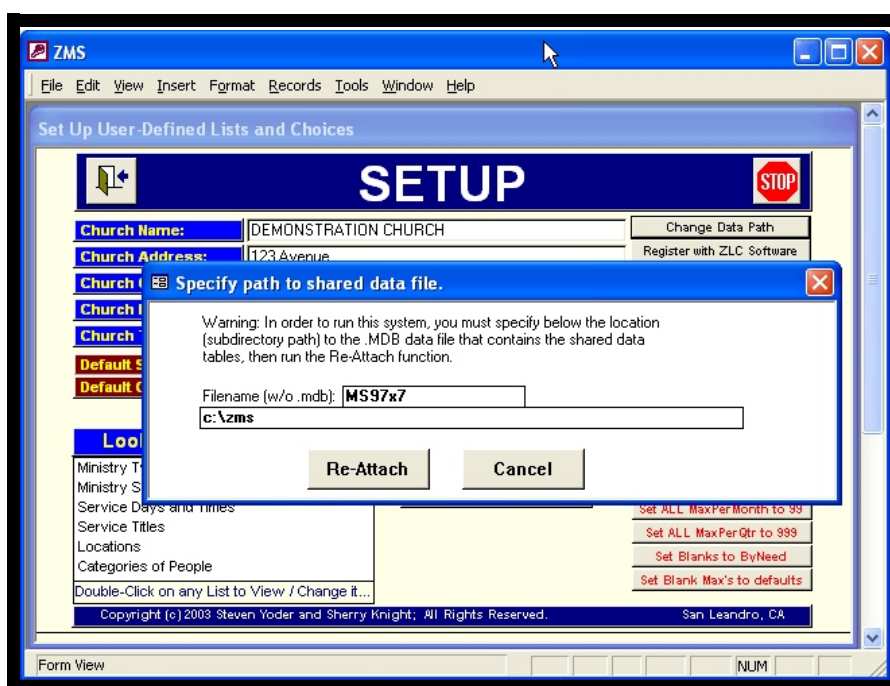 ZMS
File Edit View Insert Format Records Tools Window Help
Set Up User-Defined Lists and Choices
SETUP
STOP
Church Name: DEMONSTRATION CHURCH Change Data Path
Church Address: 123 Avenue Register with ZLC Software
Church
Specify path to shared data file.
Church
Church
Default
Default
Warning: In order to run this system, you must specify below the location
(subdirectory path) to the .MDB data file that contains the shared data
tables, then run the Re-Attach function.
Filename (w/o .mdb): MS97x7
c:\zms
Re-Attach Cancel
Ministry
Ministry
Service Days and Times
Set ALL MaxPerMonth to 99
Service Titles
Set ALL MaxPerQtr to 999
Locations
Set Blanks to ByNeed
Categories of People
Set Blank Max's to defaults
Double-Click on any List to View / Change it...
Copyright (c) 2003 Steven Yoder and Sherry Knight; All Rights Reserved. San Leandro, CA
Form View NUM